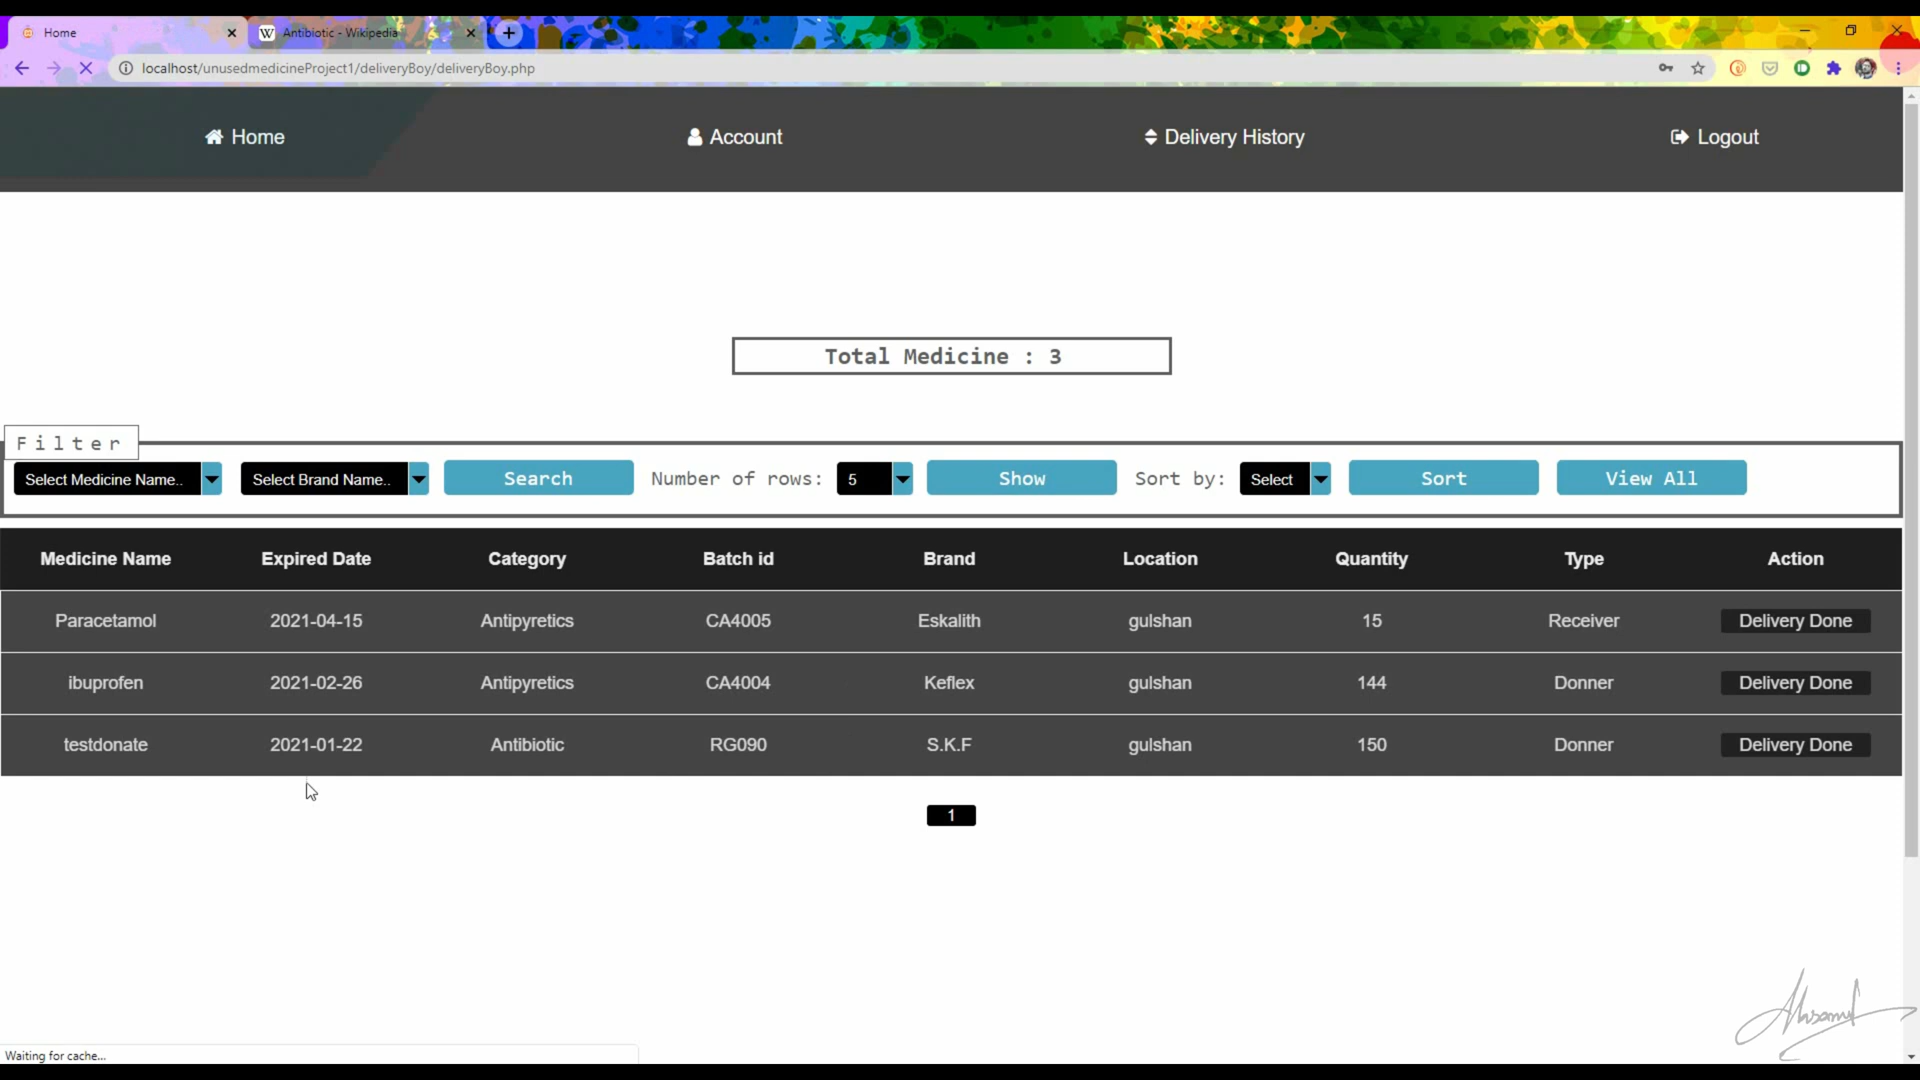 Home
Antibiotic - Wikipedia
localhost/unusedmedicineProject1/deliveryBoy/deliveryBoy.php
Home Account Delivery History Logout
Total Medicine : 3
Filter
Select Medicine Name.. Select Brand Name.. Search Number of rows: 5 Show Sort by: Select Sort View All
Medicine Name Expired Date Category Batch id Brand Location Quantity Type Action
Paracetamol 2021-04-15 Antipyretics CA4005 Eskalith gulshan 15 Receiver Delivery Done
ibuprofen 2021-02-26 Antipyretics CA4004 Keflex gulshan 144 Donner Delivery Done
testdonate 2021-01-22 Antibiotic RG090 S.K.F gulshan 150 Donner Delivery Done
1
Waiting for cache...